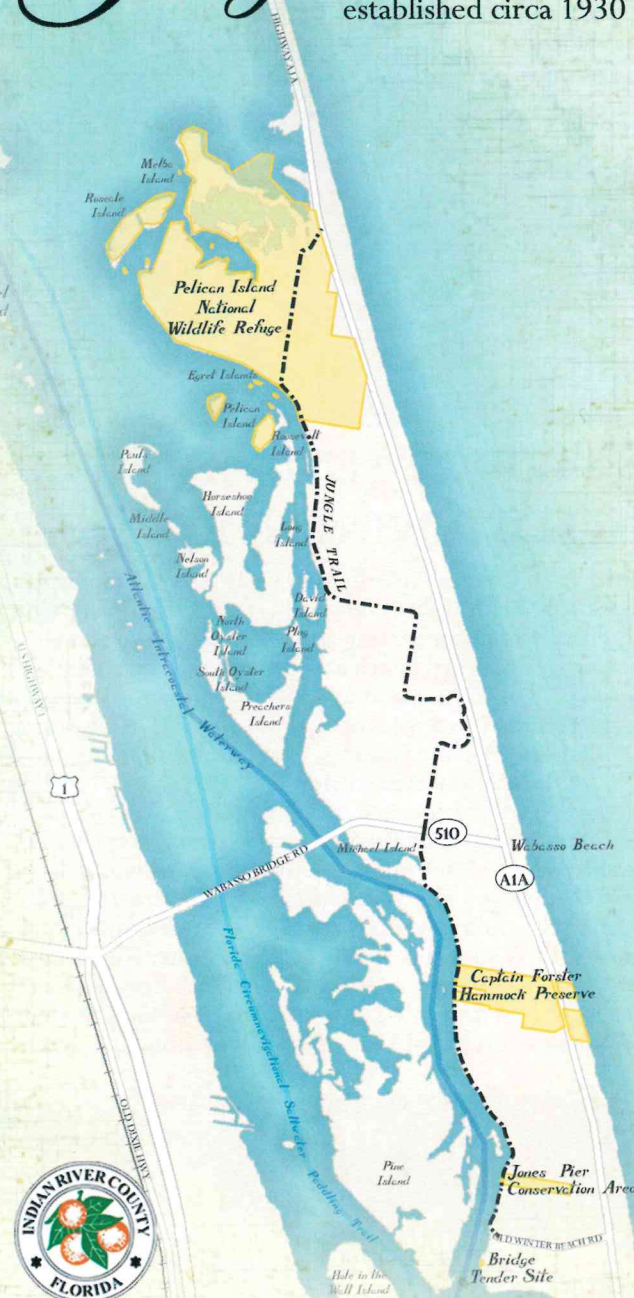 established circa 1930
HIGHWAY A1A
Melba
Island
Roseate
Island
Pelican Island
National
Wildlife Refuge
Egret Islands
Pelican
Island
Roosevelt
Island
Pauls
Island
Horseshoe
Island
JUNGLE TRAIL
Middle
Island
Long
Island
Nelson
Island
David
Island
North
Oyster
Island
Plug
Island
South Oyster
Island
Preachers
Island
Atlantic Intracoastal Waterway
US HIGHWAY 1
1
510
Michael Island
Wabasso Beach
WABASSO BRIDGE RD
A1A
Captain Forster
Hammock Preserve
Florida Circumnavigational Saltwater Paddling Trail
OLD DIXIE HWY
Pine
Island
Jones Pier
Conservation Area
OLD WINTER BEACH RD
Bridge
Tender Site
Hole in the
Wall Island
INDIAN RIVER COUNTY
FLORIDA